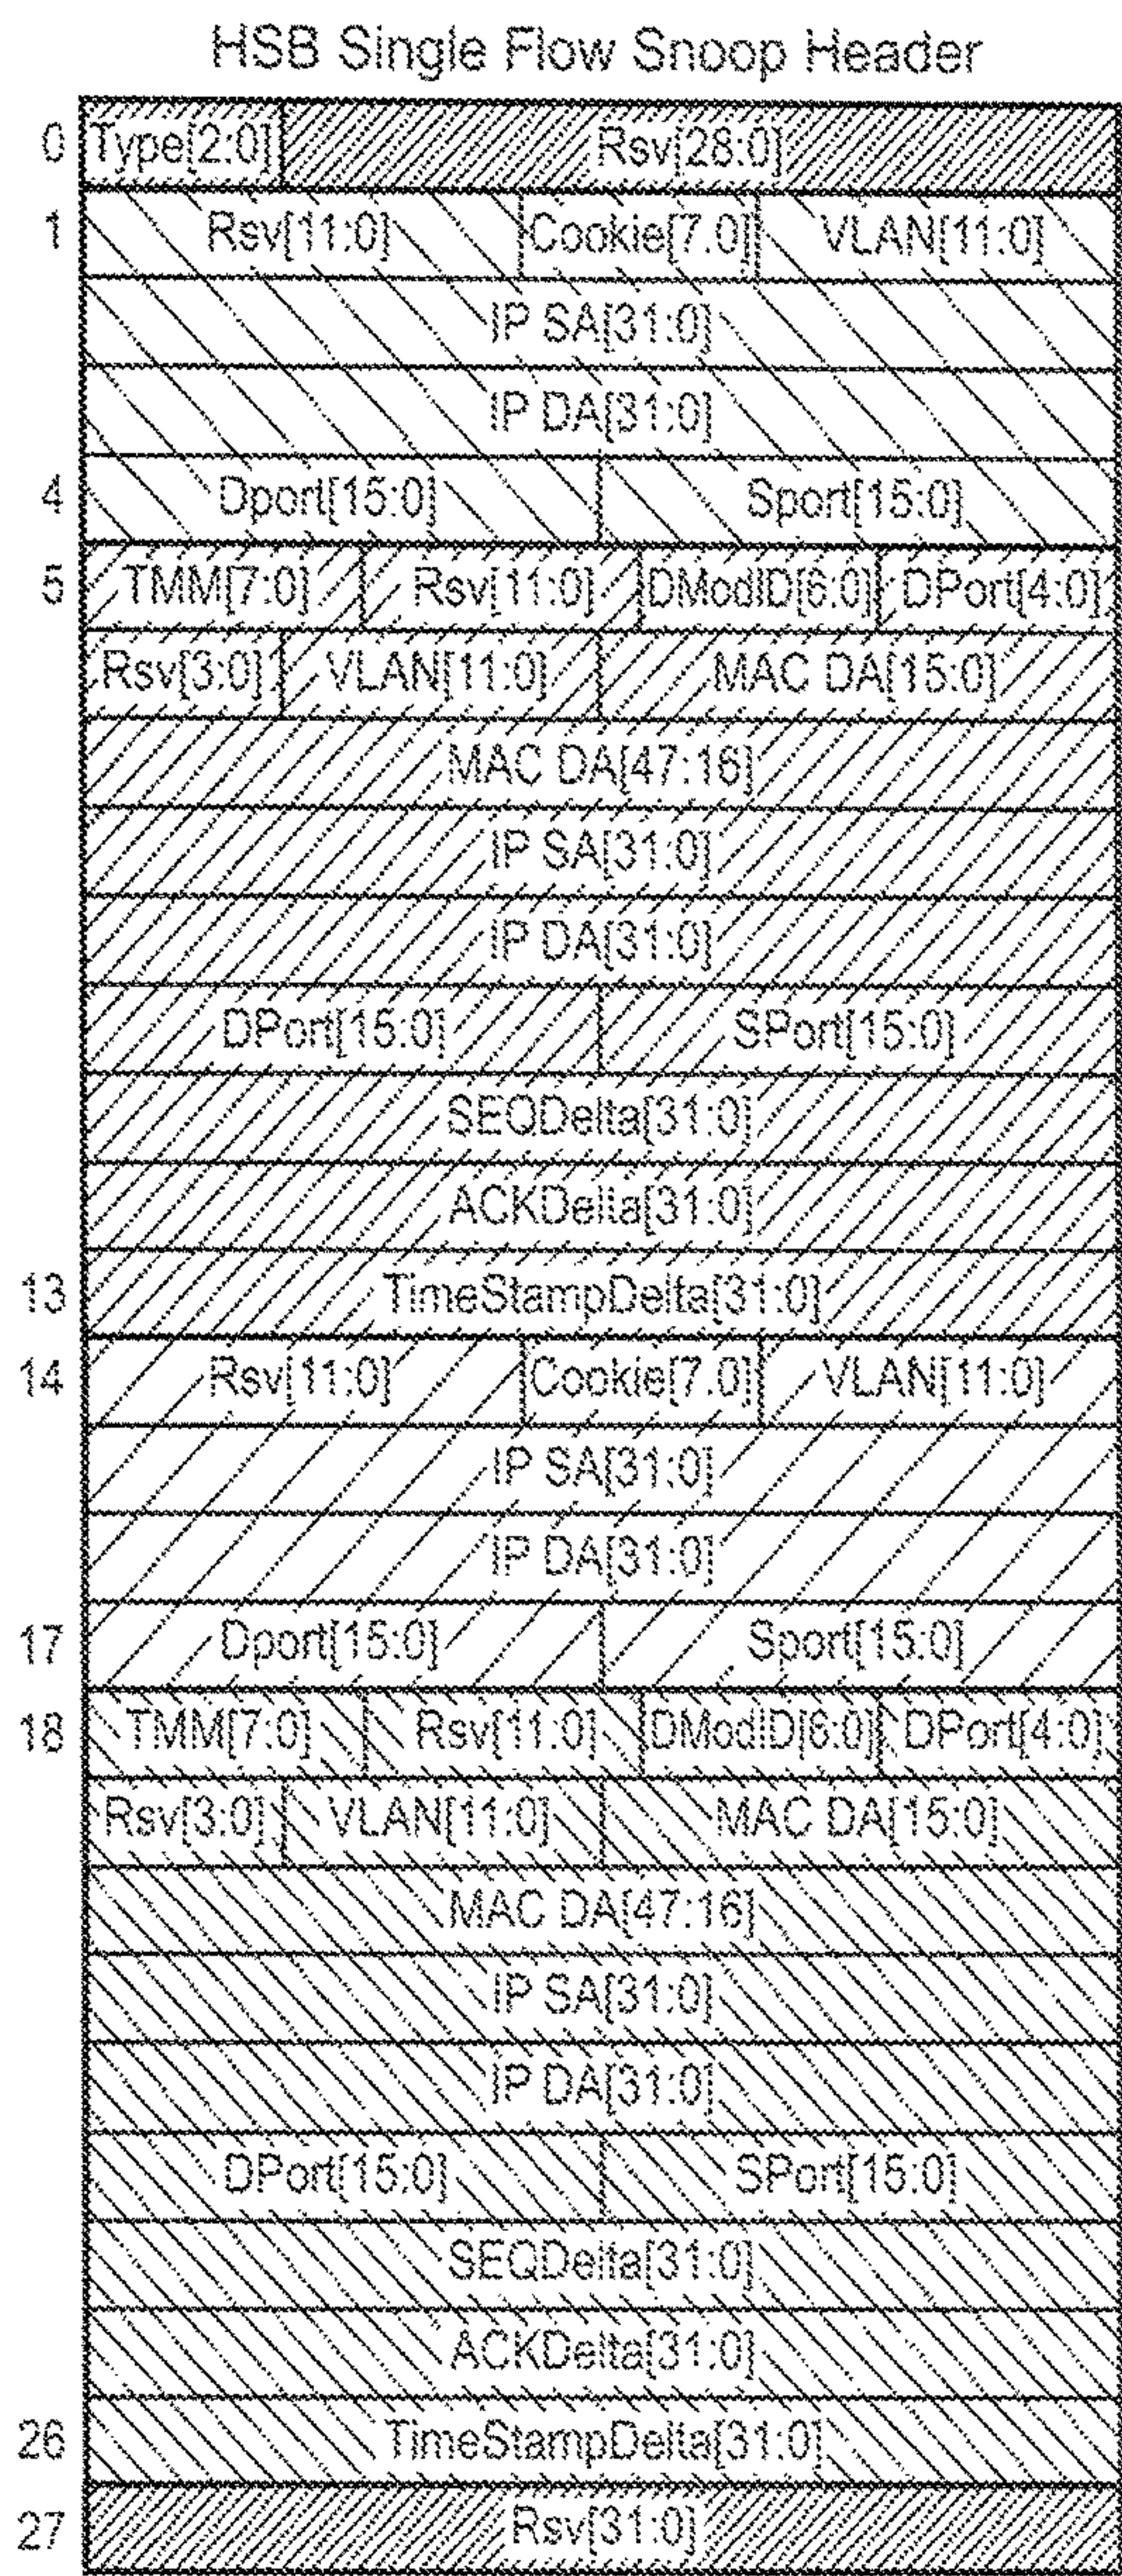 HSB Single Flow Snoop Header
0 Type[2:0] Rsv[28:0]
1 Rsv[11:0] Cookie[7.0] VLAN[11:0]
IP SA[31:0]
IP DA[31:0]
4 Dport[15:0] Sport[15:0]
5 TMM[7:0] Rsv[11:0] DModID[6:0] DPort[4:0]
Rsv[3:0] VLAN[11:0] MAC DA[15:0]
MAC DA[47:16]
IP SA[31:0]
IP DA[31:0]
DPort[15:0] SPort[15:0]
SEQDelta[31:0]
ACKDelta[31:0]
13 TimeStampDelta[31:0]
14 Rsv[11:0] Cookie[7.0] VLAN[11:0]
IP SA[31:0]
IP DA[31:0]
17 Dport[15:0] Sport[15:0]
18 TMM[7:0] Rsv[11:0] DModID[6:0] DPort[4:0]
Rsv[3:0] VLAN[11:0] MAC DA[15:0]
MAC DA[47:16]
IP SA[31:0]
IP DA[31:0]
DPort[15:0] SPort[15:0]
SEQDelta[31:0]
ACKDelta[31:0]
26 TimeStampDelta[31:0]
27 Rsv[31:0]